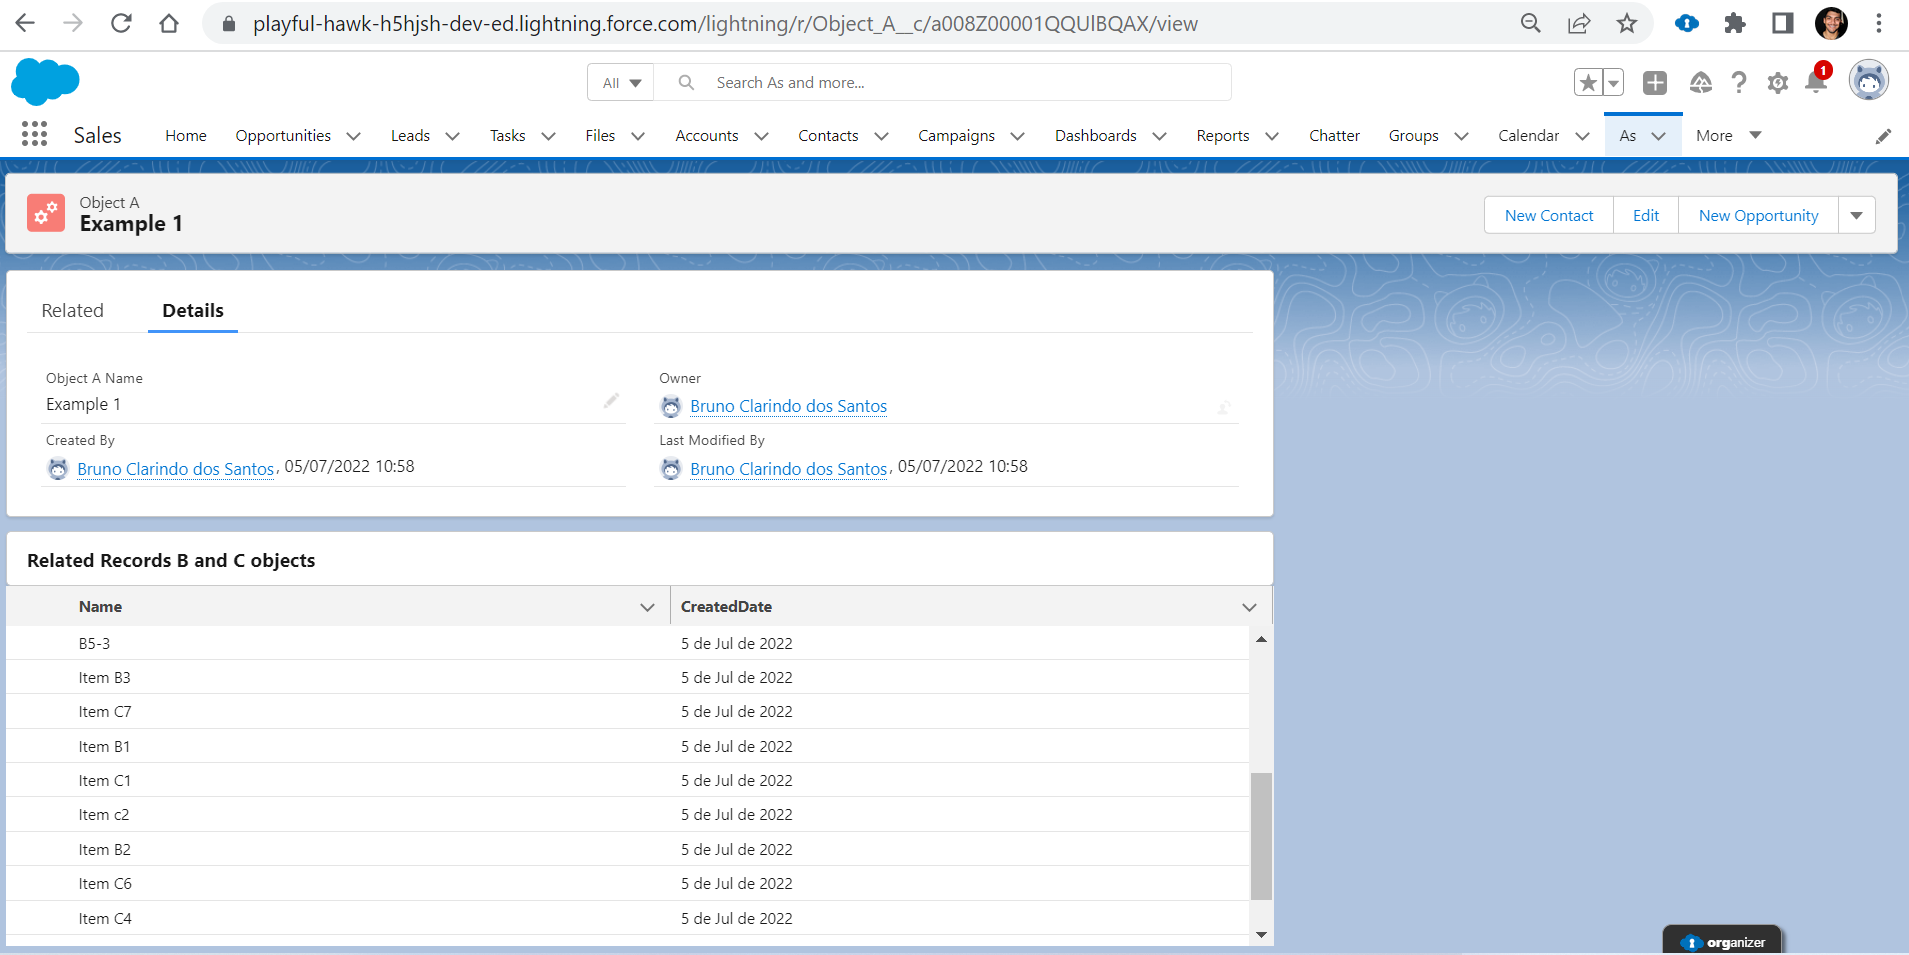 playful-hawk-h5hjsh-dev-ed.lightning.force.com/lightning/r/Object_A__c/a008Z00001QQUlBQAX/view
All Search As and more... 1
Sales Home Opportunities Leads Tasks Files Accounts Contacts Campaigns Dashboards Reports Chatter Groups Calendar As More
Object A
Example 1
New Contact Edit New Opportunity
Related Details
Object A Name Owner
Example 1 Bruno Clarindo dos Santos
Created By Last Modified By
Bruno Clarindo dos Santos, 05/07/2022 10:58 Bruno Clarindo dos Santos, 05/07/2022 10:58
Related Records B and C objects
Name CreatedDate
B5-3 5 de Jul de 2022
Item B3 5 de Jul de 2022
Item C7 5 de Jul de 2022
Item B1 5 de Jul de 2022
Item C1 5 de Jul de 2022
Item c2 5 de Jul de 2022
Item B2 5 de Jul de 2022
Item C6 5 de Jul de 2022
Item C4 5 de Jul de 2022
organizer